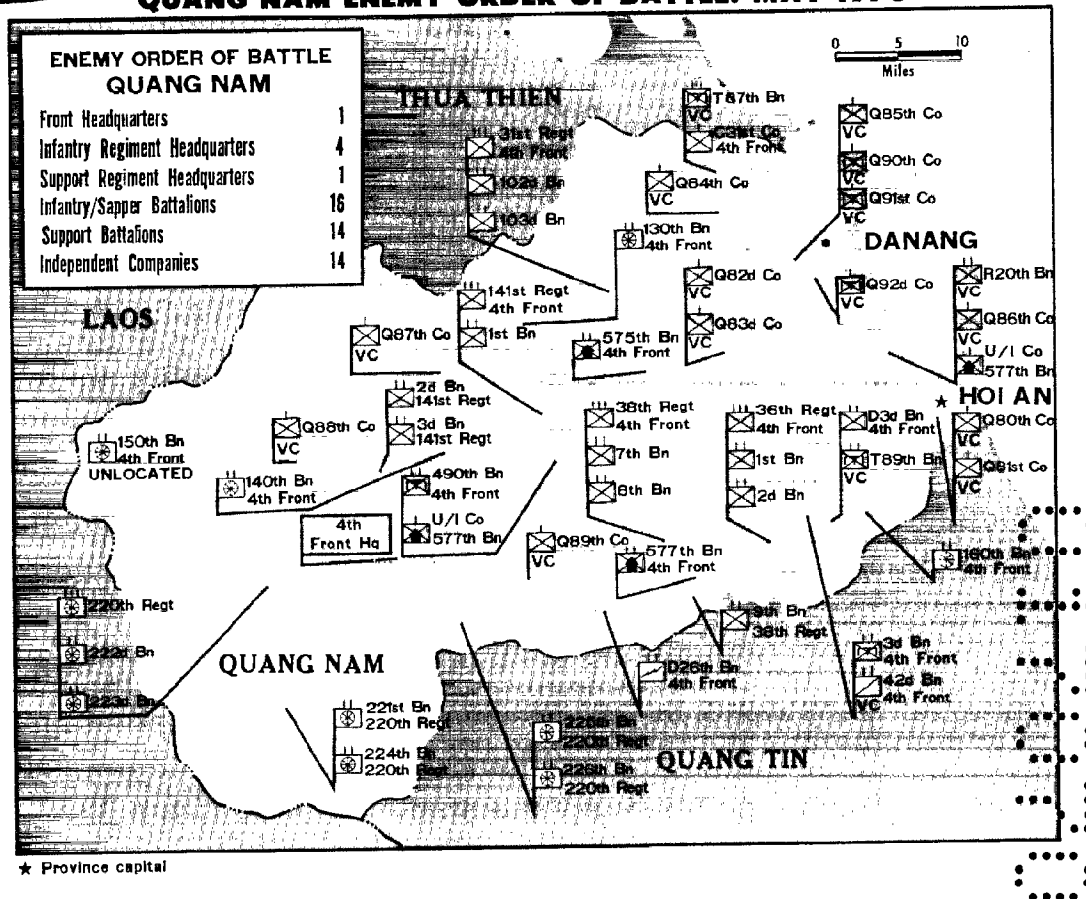 QUANG NAM ENEMY ORDER OF BATTLE:
ENEMY ORDER OF BATTLE
QUANG NAM
Front Headquarters 1
Infantry Regiment Headquarters 4
Support Regiment Headquarters 1
Infantry/Sapper Battalions 16
Support Battalions 14
Independent Companies 14
0 5 10
Miles
THUA THIEN
31st Regt
4th Front
102d Bn
103d Bn
T87th Bn
VC
C31st Co
4th Front
Q84th Co
VC
130th Bn
4th Front
Q85th Co
VC
Q90th Co
VC
Q91st Co
VC
DANANG
Q82d Co
VC
Q83d Co
VC
Q92d Co
VC
R20th Bn
VC
Q86th Co
VC
U/I Co
577th Bn
LAOS
141st Regt
4th Front
1st Bn
Q87th Co
VC
575th Bn
4th Front
HOI AN
Q80th Co
VC
Q81st Co
VC
2d Bn
141st Regt
3d Bn
141st Regt
Q88th Co
VC
150th Bn
4th Front
UNLOCATED
140th Bn
4th Front
490th Bn
4th Front
U/I Co
577th Bn
4th
Front Hq
38th Regt
4th Front
7th Bn
8th Bn
36th Regt
4th Front
1st Bn
2d Bn
D3d Bn
4th Front
T89th Bn
VC
Q89th Co
VC
577th Bn
4th Front
160th Bn
4th Front
220th Regt
222d Bn
223d Bn
QUANG NAM
9th Bn
38th Regt
D26th Bn
4th Front
3d Bn
4th Front
42d Bn
4th Front
VC
221st Bn
220th Regt
224th Bn
220th Regt
220th Regt
226th Bn
220th Regt
QUANG TIN
★ Province capital